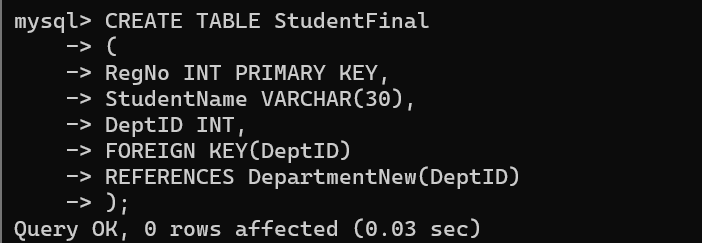 mysql> CREATE TABLE StudentFinal
    -> (
    -> RegNo INT PRIMARY KEY,
    -> StudentName VARCHAR(30),
    -> DeptID INT,
    -> FOREIGN KEY(DeptID)
    -> REFERENCES DepartmentNew(DeptID)
    -> );
Query OK, 0 rows affected (0.03 sec)